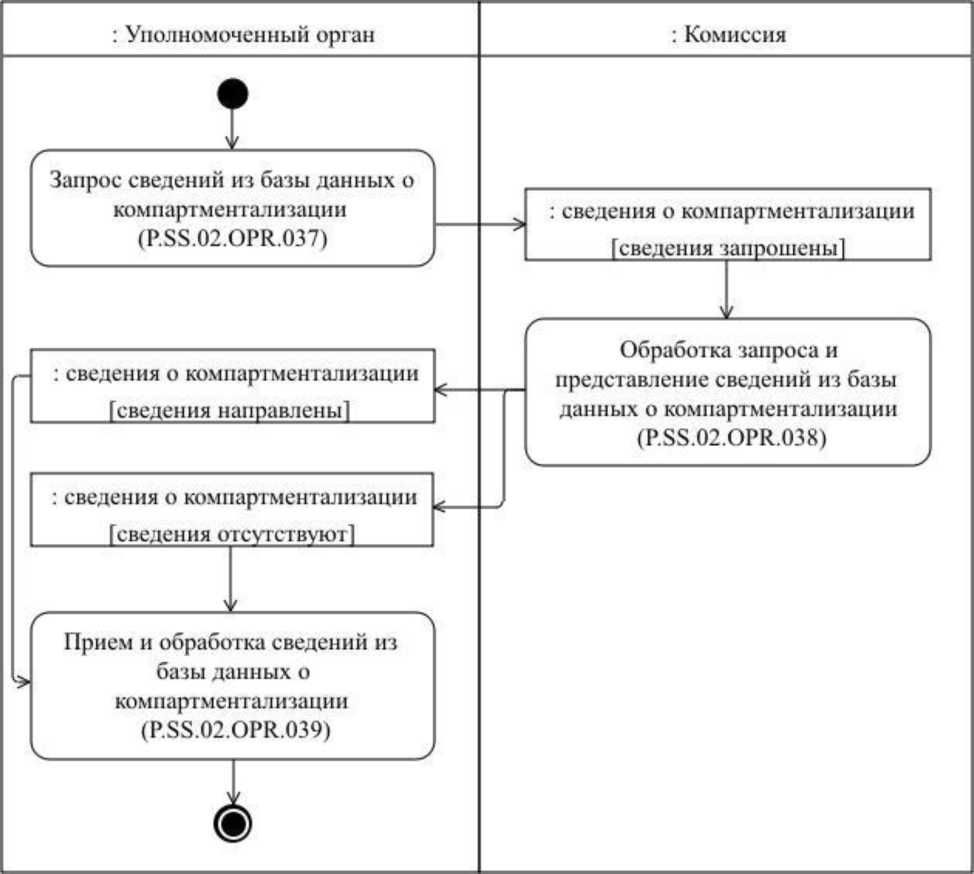 : Уполномоченный орган
: Комиссия
Запрос сведений из базы данных о
компартментализации
(P.SS.02.OPR.037)
: сведения о компартментализации
[сведения запрошены]
Обработка запроса и
представление сведений из базы
данных о компартментализации
(P.SS.02.OPR.038)
: сведения о компартментализации
[сведения направлены]
: сведения о компартментализации
[сведения отсутствуют]
Прием и обработка сведений из
базы данных о
компартментализации
(P.SS.02.OPR.039)